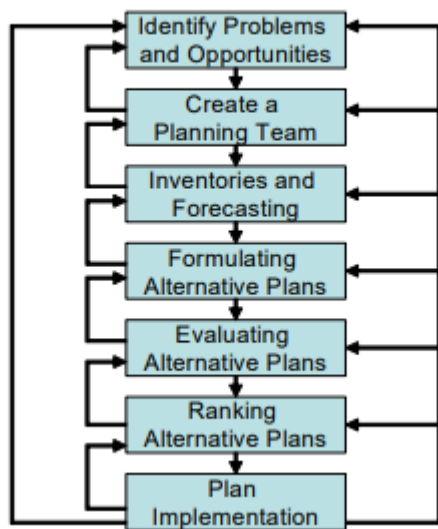 Identify Problems
and Opportunities
Create a
Planning Team
Inventories and
Forecasting
Formulating
Alternative Plans
Evaluating
Alternative Plans
Ranking
Alternative Plans
Plan
Implementation